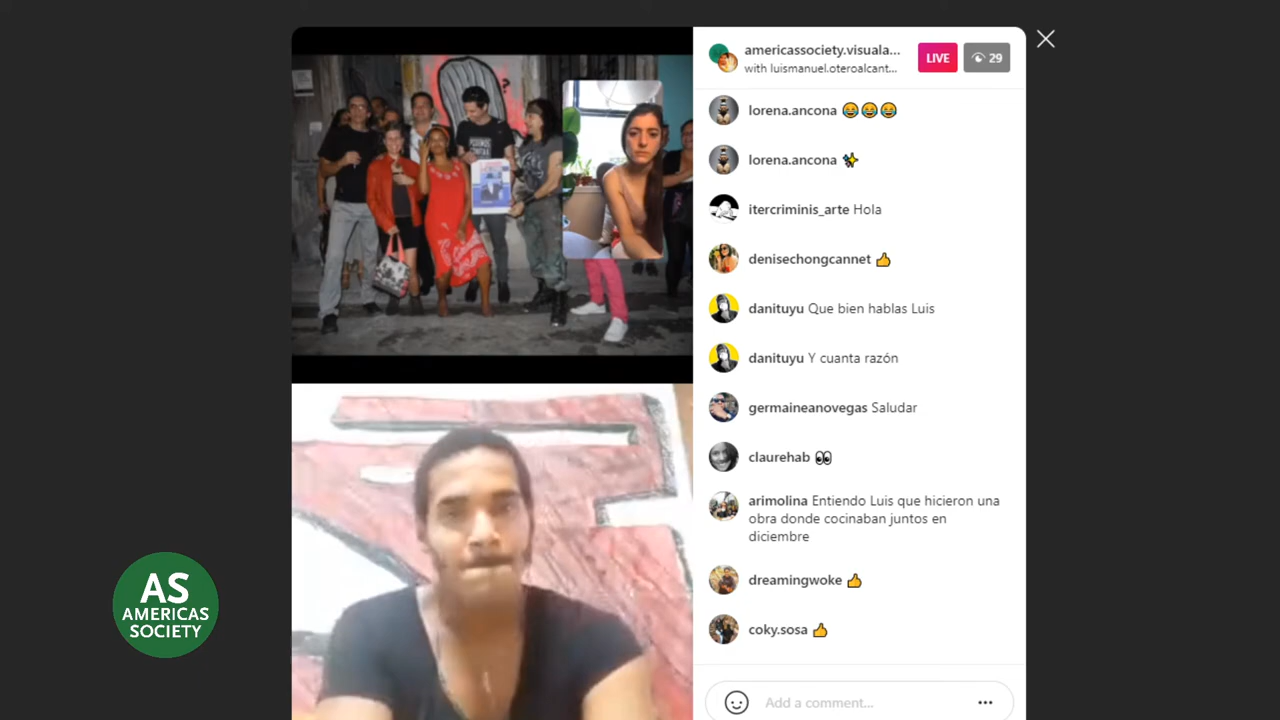 americassociety.visuala...
with luismanuel.oteroalcant...
LIVE
29
lorena.ancona 😂😂😂
lorena.ancona ✨
itercriminis_arte Hola
denisechongcannet 👍
danituyu Que bien hablas Luis
danituyu Y cuanta razón
germaineanovegas Saludar
claurehab 👀
arimolina Entiendo Luis que hicieron una
obra donde cocinaban juntos en
diciembre
dreamingwoke 👍
coky.sosa 👍
Add a comment...
AS
AMERICAS
SOCIETY